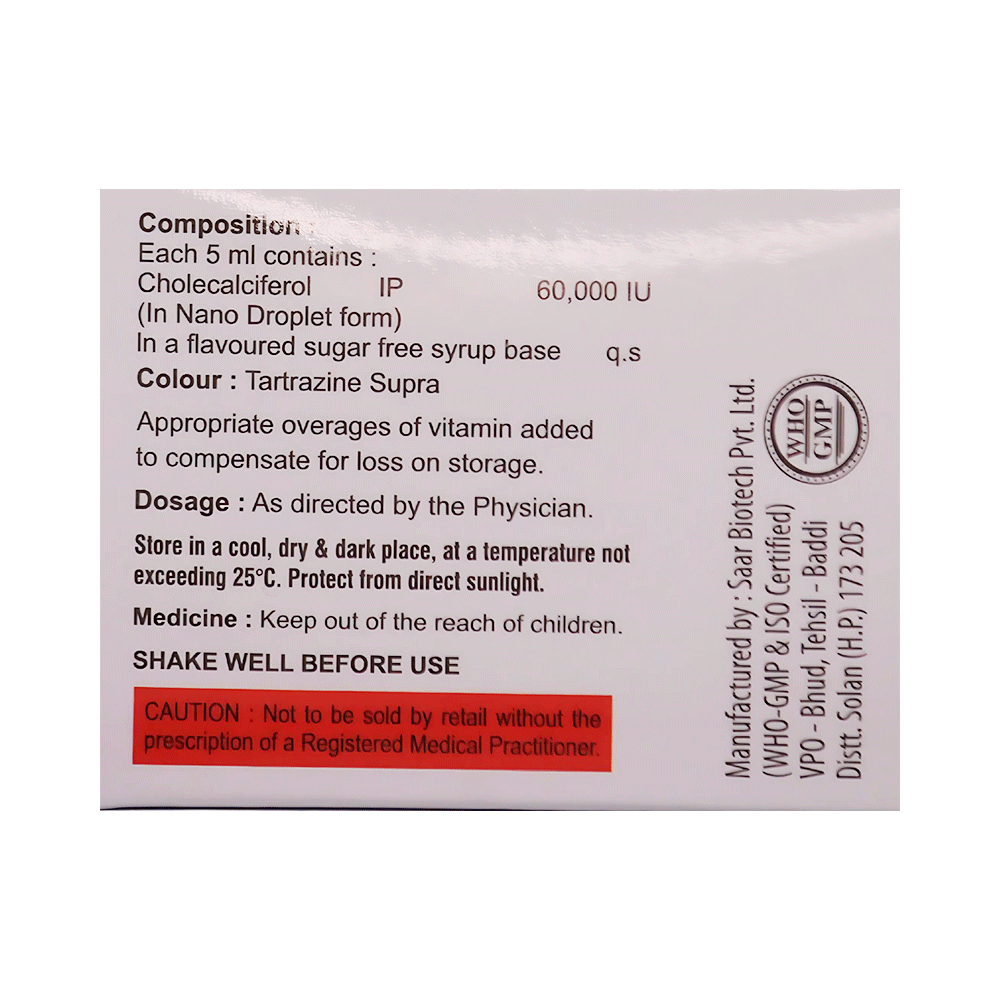 Composition :
Each 5 ml contains :
Cholecalciferol IP 60,000 IU
(In Nano Droplet form)
In a flavoured sugar free syrup base q.s
Colour : Tartrazine Supra
Appropriate overages of vitamin added
to compensate for loss on storage.
Dosage : As directed by the Physician.
Store in a cool, dry & dark place, at a temperature not
exceeding 25°C. Protect from direct sunlight.
Medicine : Keep out of the reach of children.
SHAKE WELL BEFORE USE
CAUTION : Not to be sold by retail without the
prescription of a Registered Medical Practitioner.
WHO
GMP
Manufactured by : Saar Biotech Pvt. Ltd.
(WHO-GMP & ISO Certified)
VPO - Bhud, Tehsil - Baddi
Distt. Solan (H.P.) 173 205